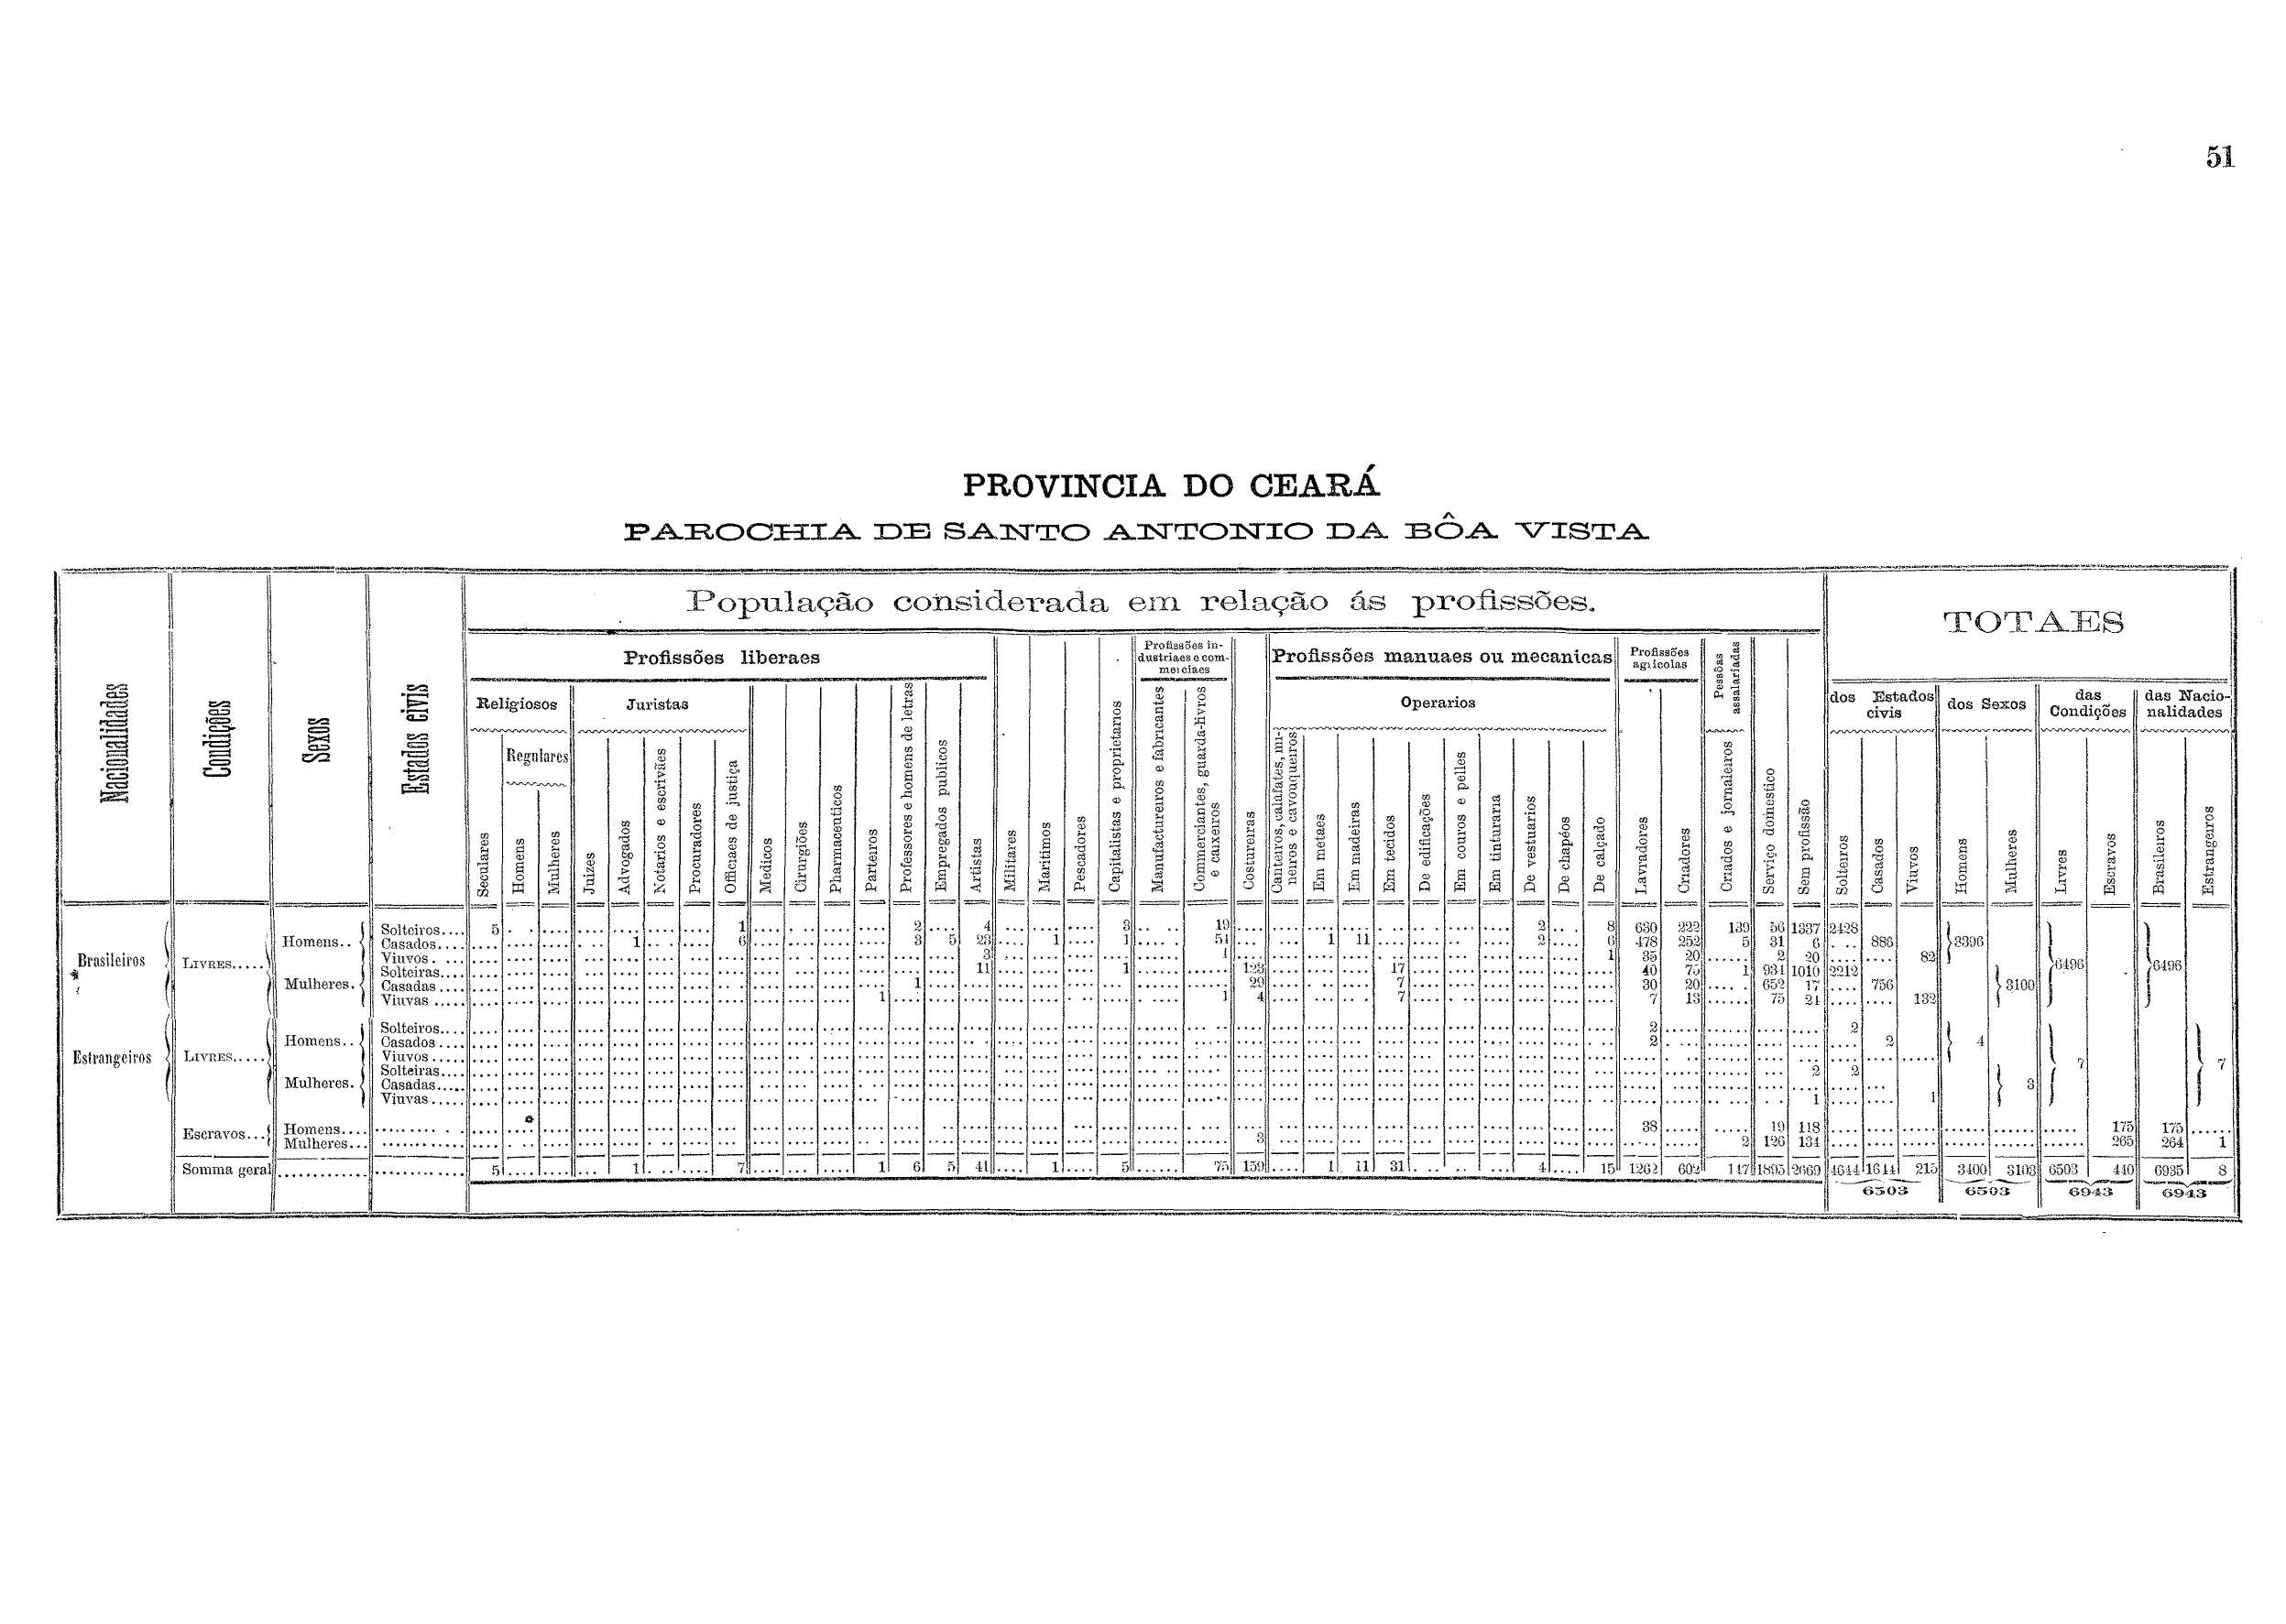 51
PROVINCIA DO CEARÁ
PAROCHIA DE SANTO ANTONIO DA BÔA VISTA
Nacionalidades
Condições
Sexos
Estados civis
População considerada em relação ás profissões.
TOTAES
Profissões liberaes
Profissões industriaes e commerciaes
Profissões manuaes ou mecanicas
Profissões agricolas
Pessôas assalariadas
Religiosos
Juristas
Operarios
dos Estados civis
dos Sexos
das Condições
das Nacionalidades
Regulares
Seculares
Homens
Mulheres
Juizes
Advogados
Notarios e escrivães
Procuradores
Officiaes de justiça
Medicos
Cirurgiões
Pharmaceuticos
Parteiros
Professores e homens de letras
Empregados publicos
Artistas
Militares
Maritimos
Pescadores
Capitalistas e proprietarios
Manufactureiros e fabricantes
Commerciantes, guarda-livros e caixeiros
Costureiras
Canteiros, calafates, mineiros e cavouqueiros
Em metaes
Em madeiras
Em tecidos
De edificações
Em couros e pelles
Em tinturaria
De vestuarios
De chapéos
De calçado
Lavradores
Criadores
Criados e jornaleiros
Serviço domestico
Sem profissão
Solteiros
Casados
Viuvos
Homens
Mulheres
Livres
Escravos
Brasileiros
Estrangeiros
Brasileiros LIVRES..... Homens.. Solteiros.... 5 1 2 4 3 19 2 8 630 222 139 56 1337 2428
Casados.... 1 6 3 5 23 1 1 51 1 11 2 6 478 252 5 31 6 886 3396
Viuvos. ... 3 1 1 35 20 2 20 82
Mulheres. Solteiras.... 11 1 123 17 40 75 1 931 1010 2212 6496 6496
Casadas .... 1 29 7 30 20 652 17 756 3100
Viuvas ..... 1 1 4 7 7 13 75 21 132
Estrangeiros LIVRES..... Homens.. Solteiros.... 2 2
Casados .... 2 2 4
Viuvos ..... 7 7
Mulheres. Solteiras.... 2 2
Casadas..... 3
Viuvas ..... 1 1
Escravos... Homens.... 38 19 118 175 175
Mulheres... 3 2 126 134 265 264 1
Somma geral 5 1 7 1 6 5 41 1 5 75 159 1 11 31 4 15 1262 602 147 1895 2669 4644 1644 215 3400 3103 6503 440 6935 8
6503 6503 6943 6943